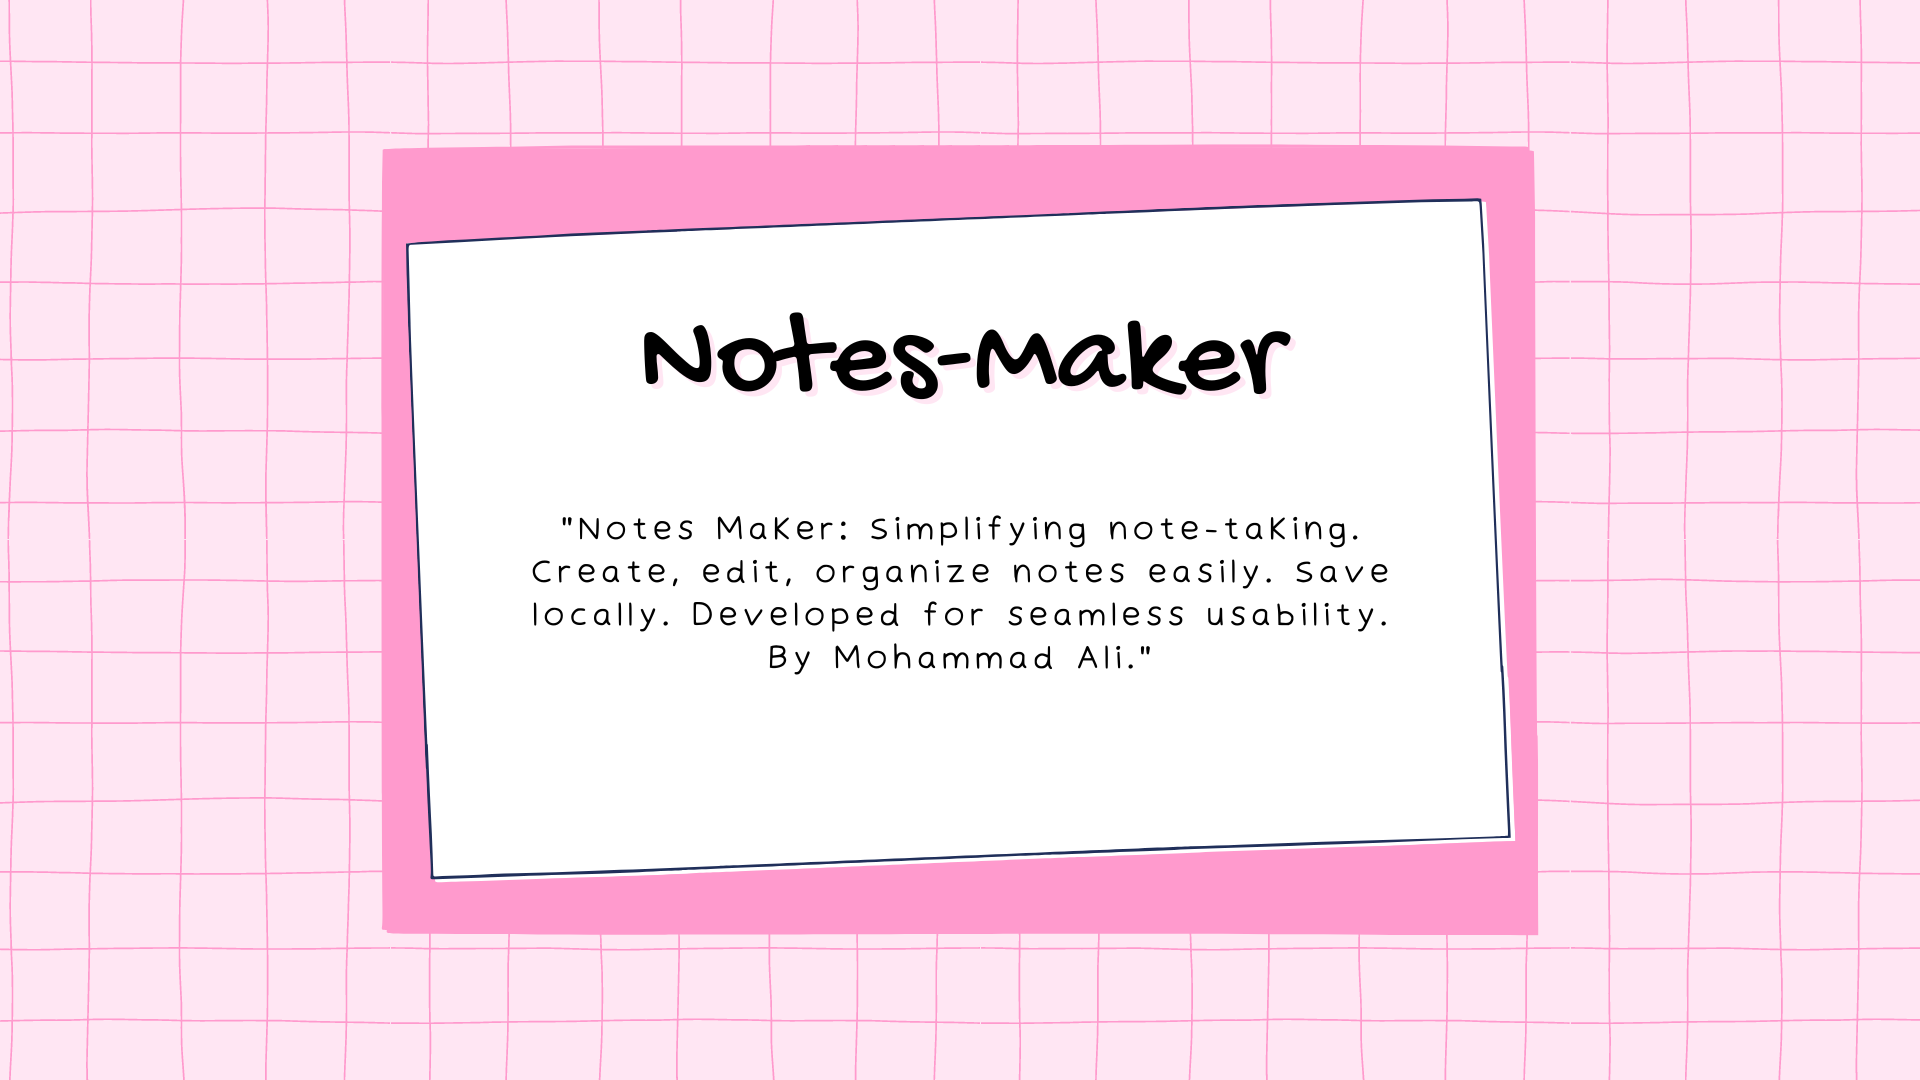 Notes-Maker
"Notes Maker: Simplifying note-taking.
Create, edit, organize notes easily. Save
locally. Developed for seamless usability.
By Mohammad Ali."